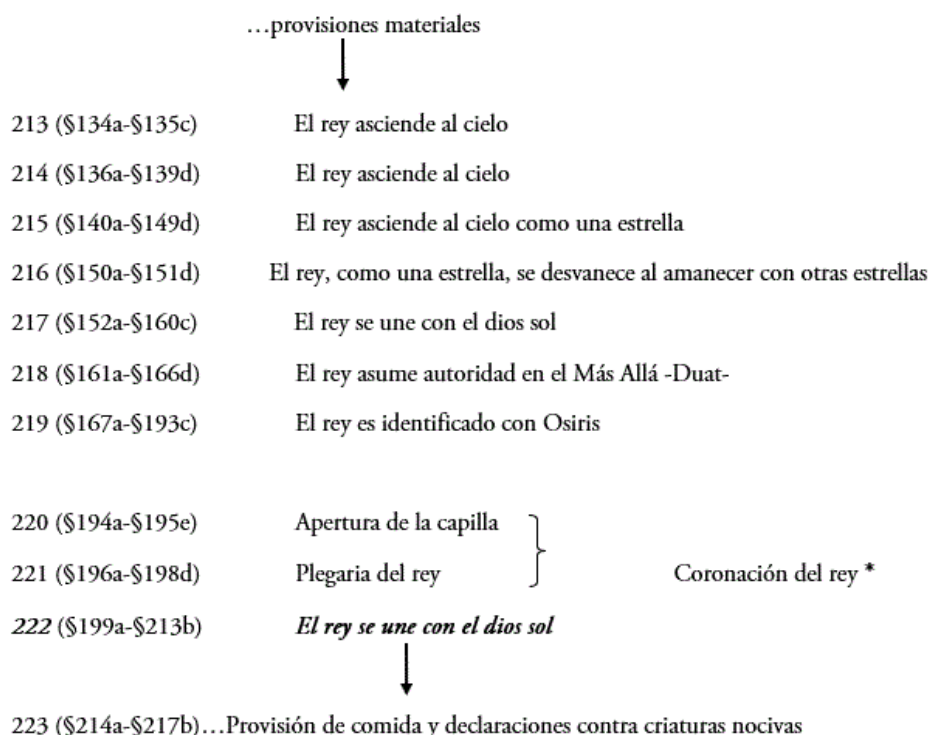 …provisiones materiales
213 (§134a-§135c) El rey asciende al cielo
214 (§136a-§139d) El rey asciende al cielo
215 (§140a-§149d) El rey asciende al cielo como una estrella
216 (§150a-§151d) El rey, como una estrella, se desvanece al amanecer con otras estrellas
217 (§152a-§160c) El rey se une con el dios sol
218 (§161a-§166d) El rey asume autoridad en el Más Allá -Duat-
219 (§167a-§193c) El rey es identificado con Osiris
220 (§194a-§195e) Apertura de la capilla
221 (§196a-§198d) Plegaria del rey Coronación del rey *
222 (§199a-§213b) El rey se une con el dios sol
223 (§214a-§217b)…Provisión de comida y declaraciones contra criaturas nocivas